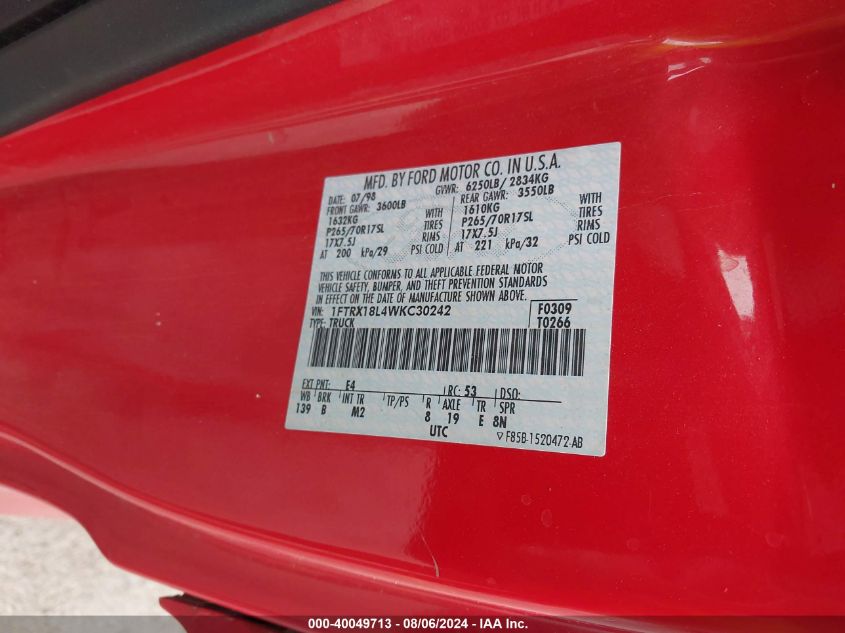 MFD. BY FORD MOTOR CO. IN U.S.A.
DATE: 07/98 GVWR: 6250LB/ 2834KG
FRONT GAWR: 3600LB REAR GAWR: 3550LB
1632KG WITH 1610KG WITH
P265/70R17SL TIRES P265/70R17SL TIRES
17X7.5J RIMS 17X7.5J RIMS
AT 200 kPa/29 PSI COLD AT 221 kPa/32 PSI COLD
THIS VEHICLE CONFORMS TO ALL APPLICABLE FEDERAL MOTOR
VEHICLE SAFETY, BUMPER, AND THEFT PREVENTION STANDARDS
IN EFFECT ON THE DATE OF MANUFACTURE SHOWN ABOVE.
VIN: 1FTRX18L4WKC30242 F0309
TYPE: TRUCK T0266
EXT PNT: E4 RC: 53 DSO:
WB BRK INT TR TP/PS R AXLE TR SPR
139 B M2 8 19 E 8N
UTC
F85B-1520472-AB
000-40049713 - 08/06/2024 - IAA Inc.